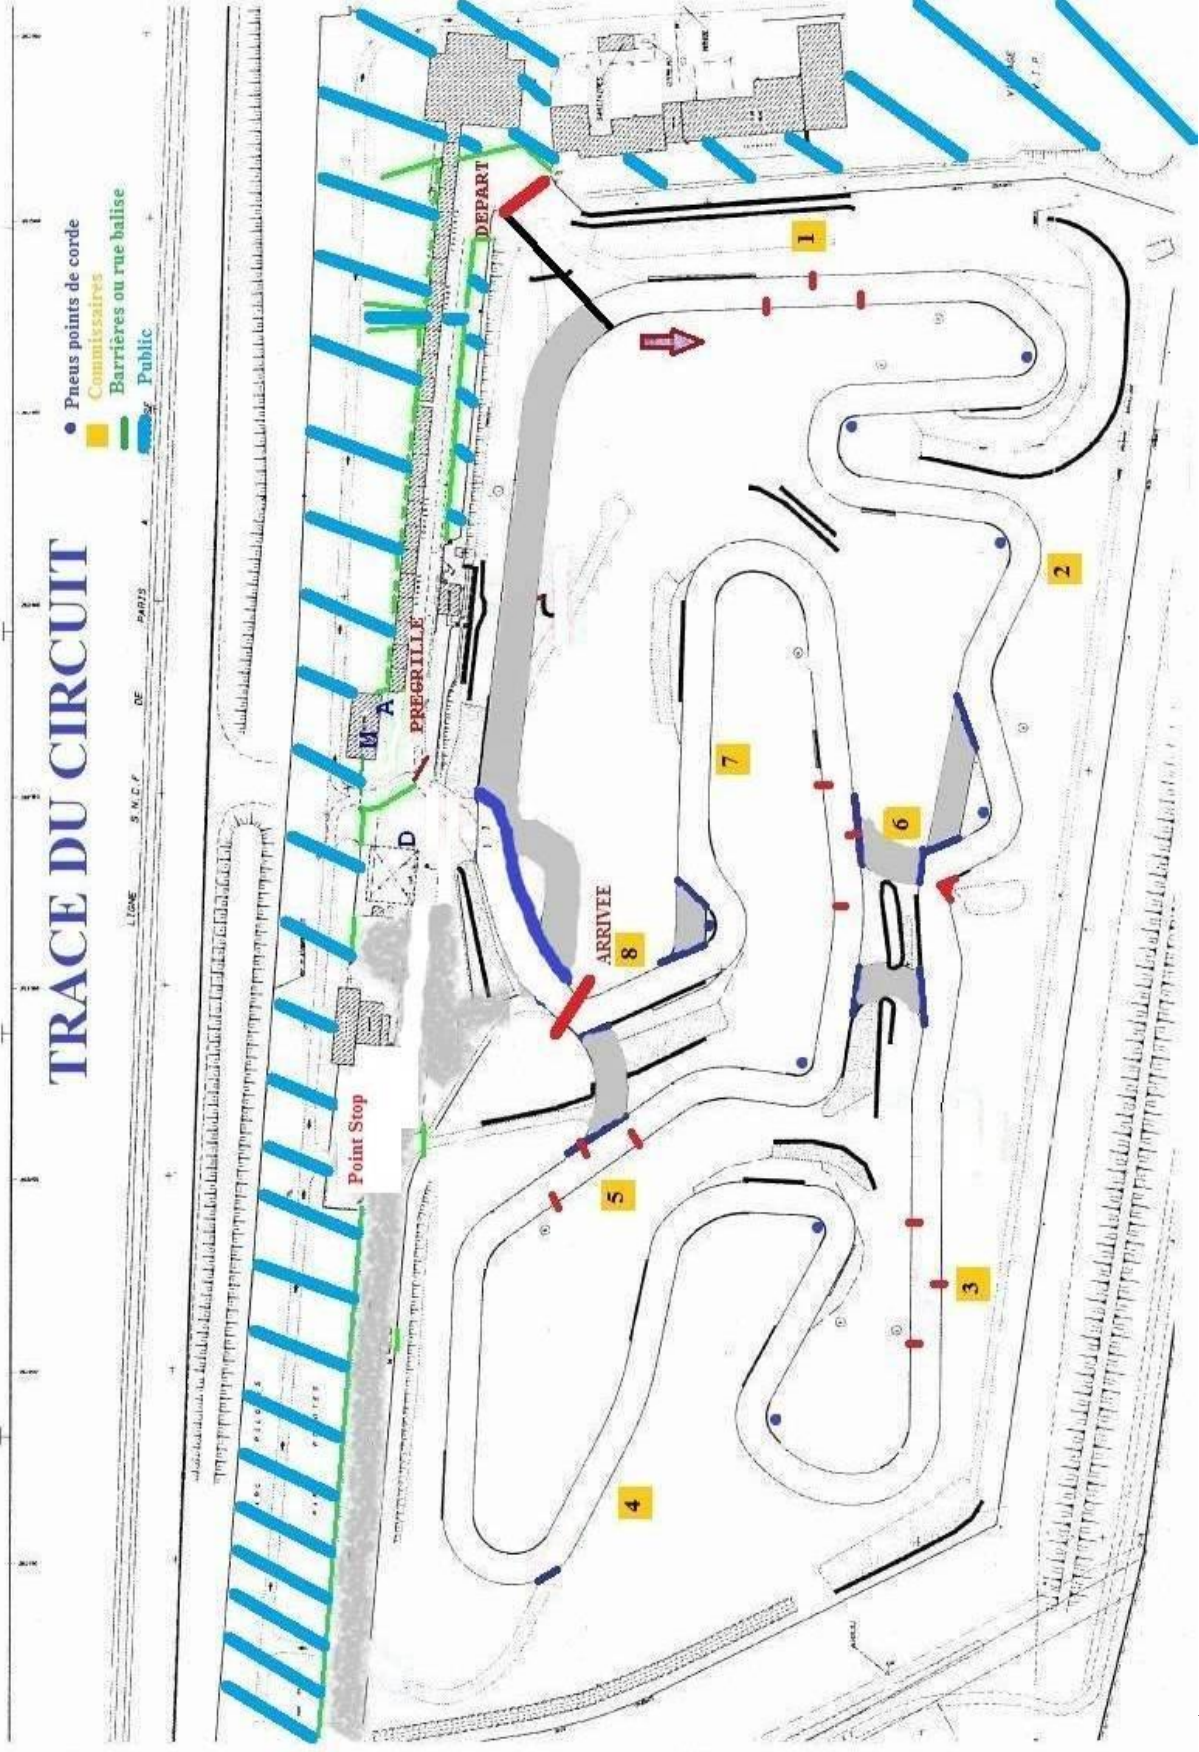 TRACE DU CIRCUIT
Pneus points de corde
Commissaires
Barrières ou rue balise
Public
LIGNE S.N.C.F DE PARIS A
DEPART
PREGRILLE
M
A
D
ARRIVEE
Point Stop
1
2
3
4
5
6
7
8